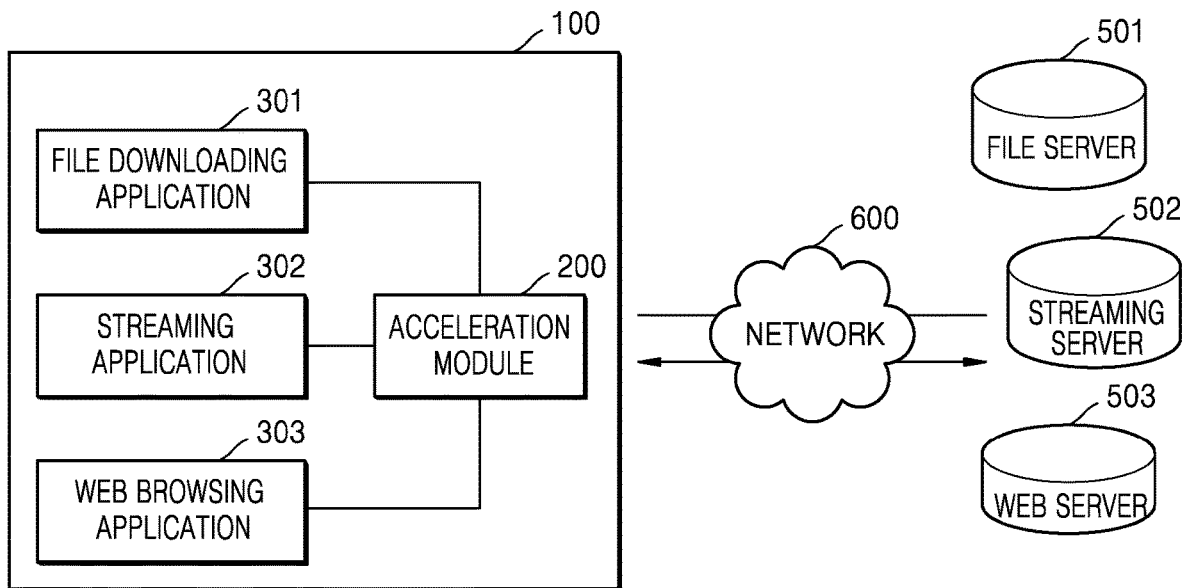 100
301
FILE DOWNLOADING
APPLICATION
302
STREAMING
APPLICATION
303
WEB BROWSING
APPLICATION
200
ACCELERATION
MODULE
600
NETWORK
501
FILE SERVER
502
STREAMING
SERVER
503
WEB SERVER